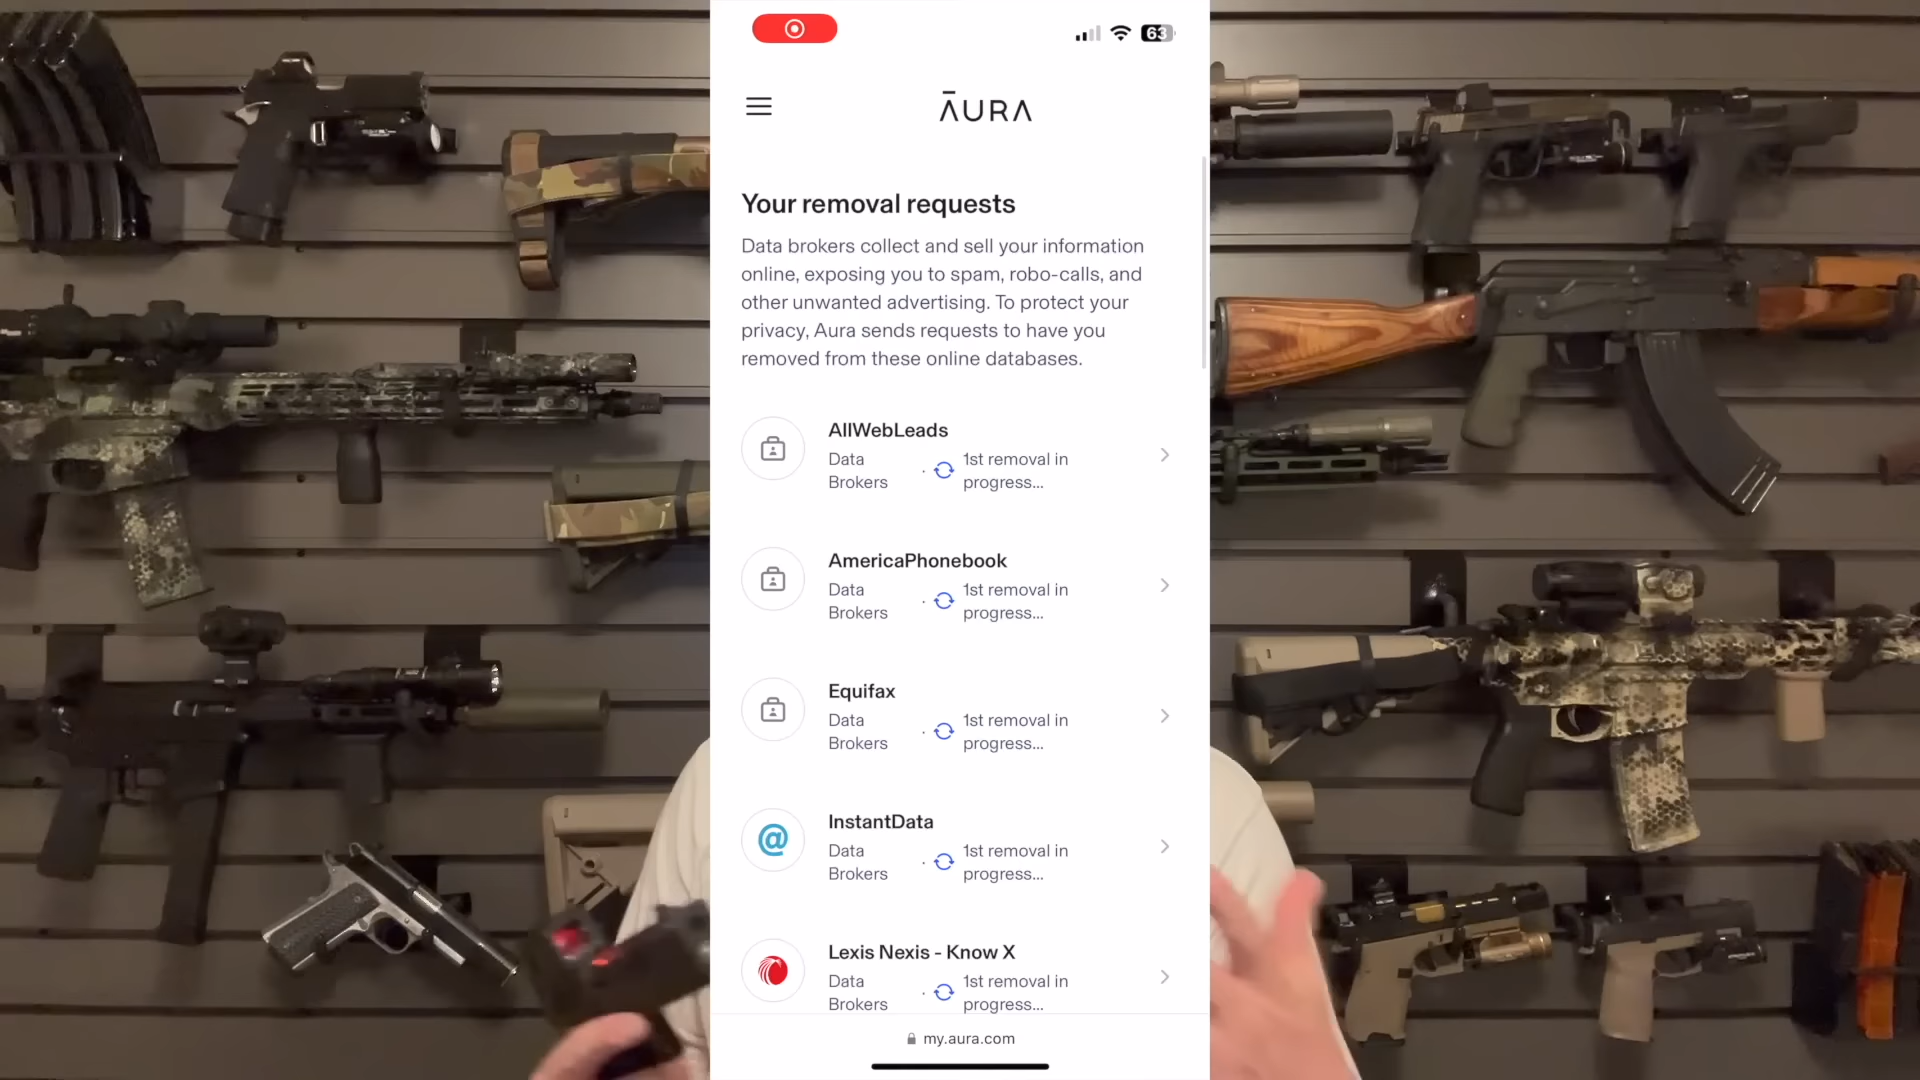 63
ĀURA
Your removal requests
Data brokers collect and sell your information
online, exposing you to spam, robo-calls, and
other unwanted advertising. To protect your
privacy, Aura sends requests to have you
removed from these online databases.
AllWebLeads
Data
Brokers
· 1st removal in
progress...
AmericaPhonebook
Data
Brokers
· 1st removal in
progress...
Equifax
Data
Brokers
· 1st removal in
progress...
InstantData
Data
Brokers
· 1st removal in
progress...
Lexis Nexis - Know X
Data
Brokers
· 1st removal in
progress...
my.aura.com